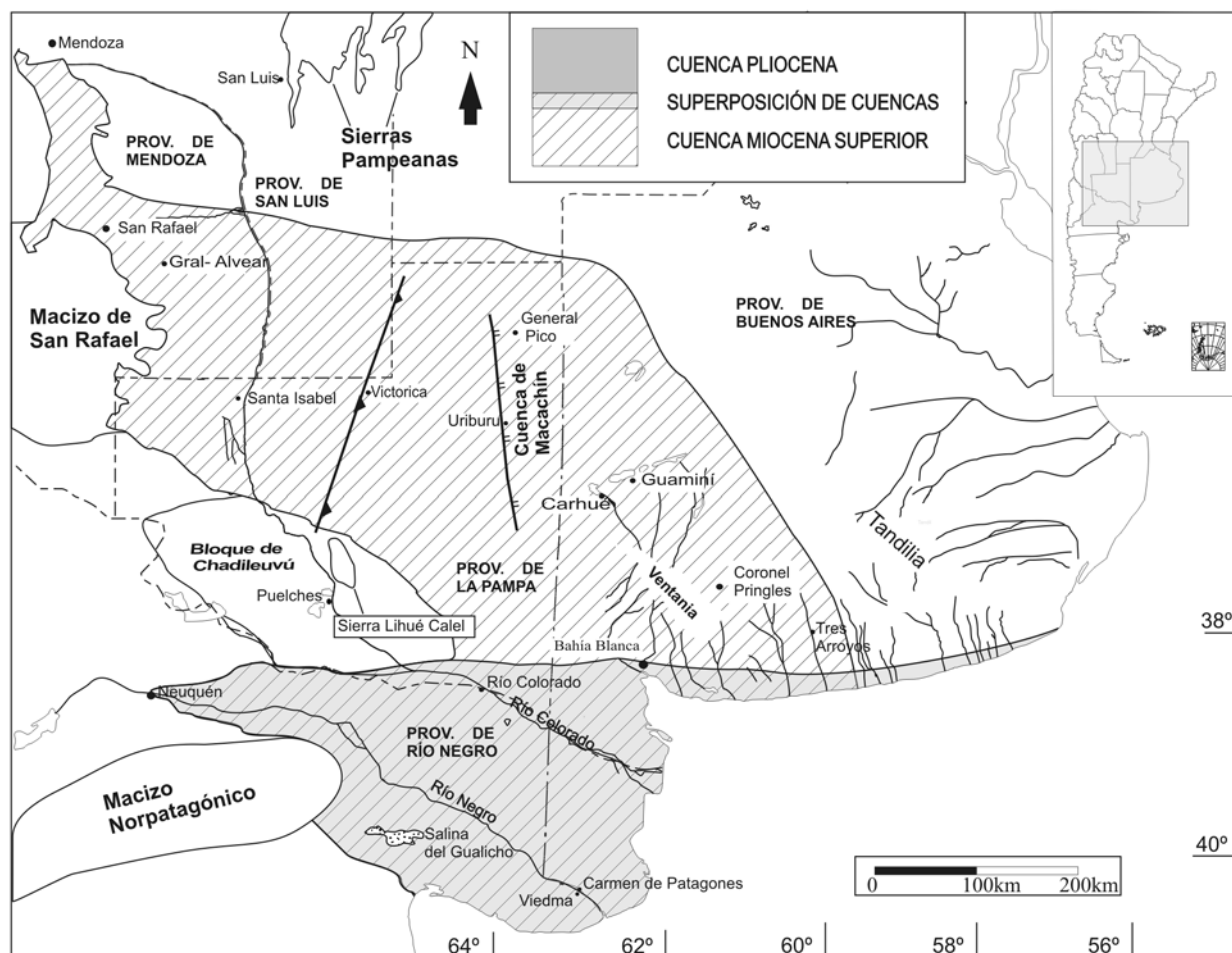 Mendoza
San Luis
N
CUENCA PLIOCENA
SUPERPOSICIÓN DE CUENCAS
CUENCA MIOCENA SUPERIOR
Sierras
Pampeanas
PROV. DE
MENDOZA
PROV. DE
SAN LUIS
San Rafael
Gral- Alvear
Macizo de
San Rafael
PROV. DE
BUENOS AIRES
General
Pico
Cuenca de
Macachín
Santa Isabel
Victorica
Uriburu
Guaminí
Carhué
Tandilia
Bloque de
Chadileuvú
Puelches
Sierra Lihué Calel
PROV. DE
LA PAMPA
Ventania
Coronel
Pringles
Tres
Arroyos
Bahía Blanca
38º
Neuquén
Río Colorado
Río Colorado
PROV. DE
RÍO NEGRO
Macizo
Norpatagónico
Río Negro
Salina
del Gualicho
Carmen de Patagones
Viedma
40º
0 100km 200km
64º 62º 60º 58º 56º